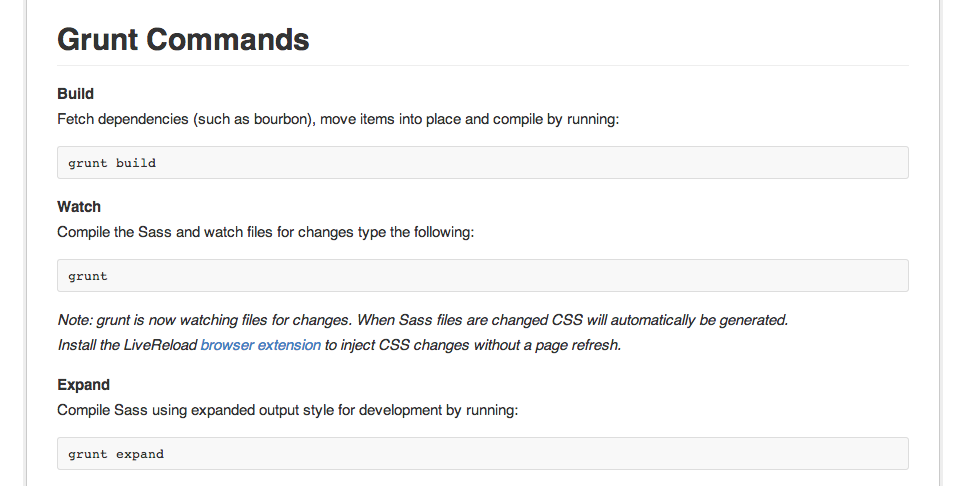 Grunt Commands
Build
Fetch dependencies (such as bourbon), move items into place and compile by running:
grunt build
Watch
Compile the Sass and watch files for changes type the following:
grunt
Note: grunt is now watching files for changes. When Sass files are changed CSS will automatically be generated.
Install the LiveReload browser extension to inject CSS changes without a page refresh.
Expand
Compile Sass using expanded output style for development by running:
grunt expand